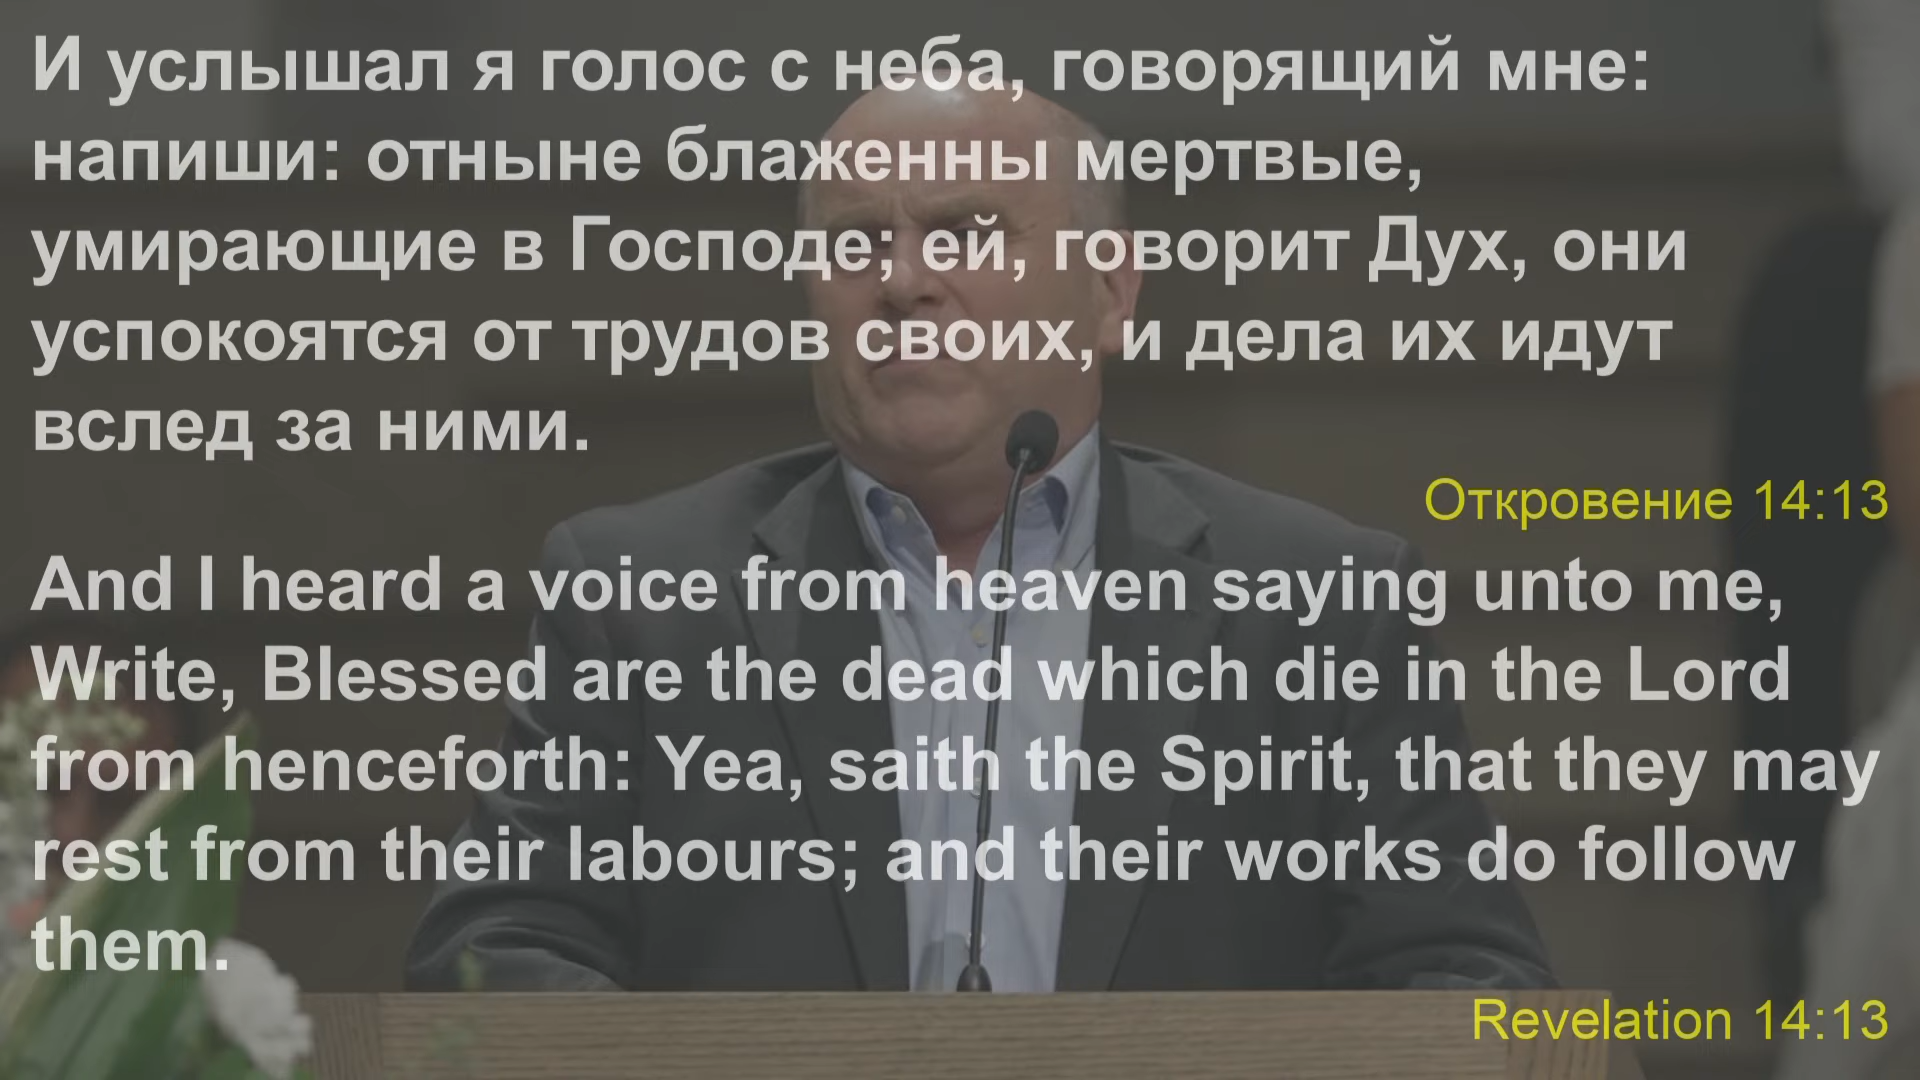 И услышал я голос с неба, говорящий мне:
напиши: отныне блаженны мертвые,
умирающие в Господе; ей, говорит Дух, они
успокоятся от трудов своих, и дела их идут
вслед за ними.
Откровение 14:13
And I heard a voice from heaven saying unto me,
Write, Blessed are the dead which die in the Lord
from henceforth: Yea, saith the Spirit, that they may
rest from their labours; and their works do follow
them.
Revelation 14:13